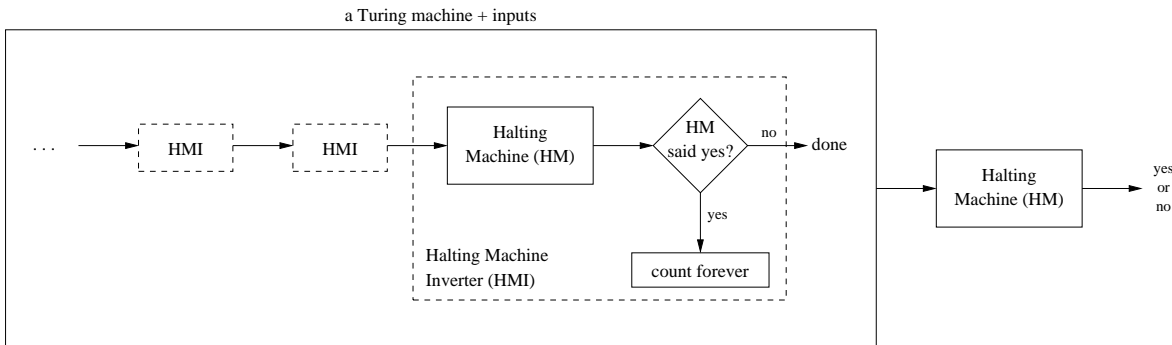 a Turing machine + inputs
. . .
HMI
HMI
Halting
Machine (HM)
HM
said yes?
no
done
yes
count forever
Halting Machine
Inverter (HMI)
Halting
Machine (HM)
yes
or
no